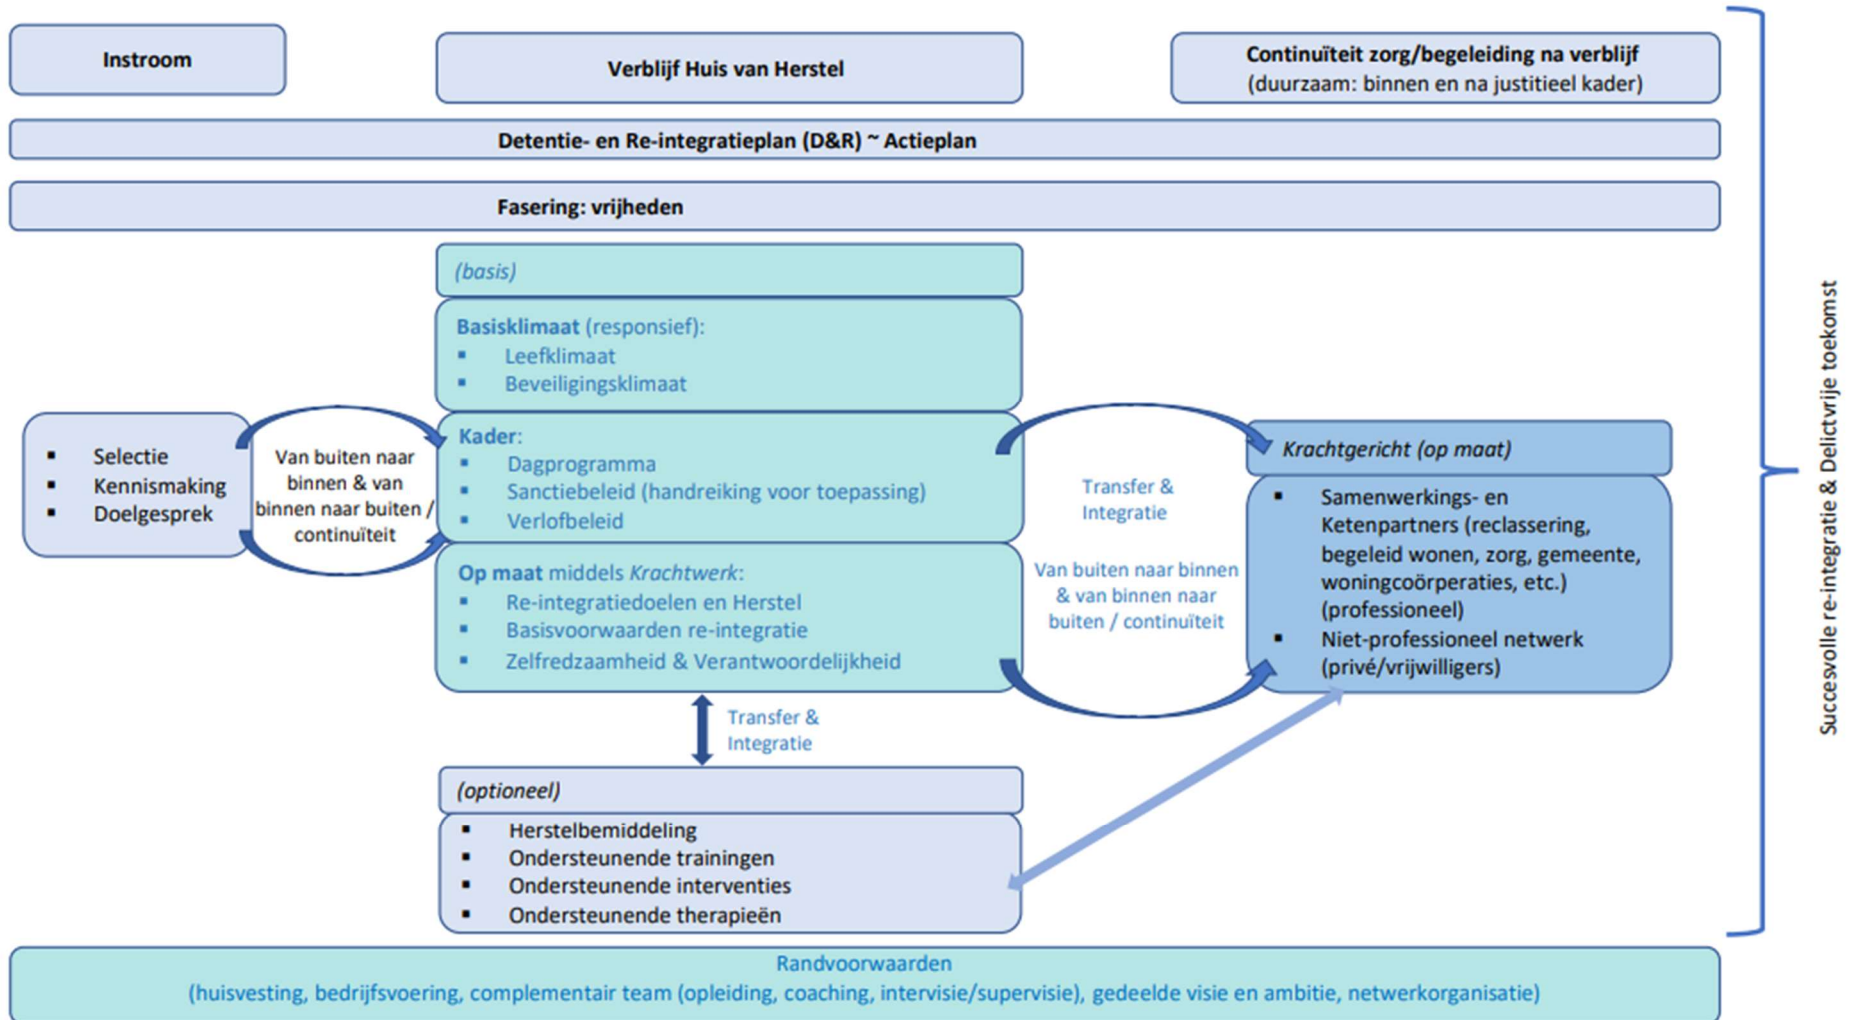 Instroom
Verblijf Huis van Herstel
Continuïteit zorg/begeleiding na verblijf
(duurzaam: binnen en na justitieel kader)
Detentie- en Re-integratieplan (D&R) ~ Actieplan
Fasering: vrijheden
(basis)
Basisklimaat (responsief):
▪ Leefklimaat
▪ Beveiligingsklimaat
▪ Selectie
▪ Kennismaking
▪ Doelgesprek
Van buiten naar
binnen & van
binnen naar buiten /
continuïteit
Kader:
▪ Dagprogramma
▪ Sanctiebeleid (handreiking voor toepassing)
▪ Verlofbeleid
Op maat middels Krachtwerk:
▪ Re-integratiedoelen en Herstel
▪ Basisvoorwaarden re-integratie
▪ Zelfredzaamheid & Verantwoordelijkheid
Transfer &
Integratie
Van buiten naar binnen
& van binnen naar
buiten / continuïteit
Krachtgericht (op maat)
▪ Samenwerkings- en
Ketenpartners (reclassering,
begeleid wonen, zorg, gemeente,
woningcoörperaties, etc.)
(professioneel)
▪ Niet-professioneel netwerk
(privé/vrijwilligers)
Transfer &
Integratie
(optioneel)
▪ Herstelbemiddeling
▪ Ondersteunende trainingen
▪ Ondersteunende interventies
▪ Ondersteunende therapieën
Succesvolle re-integratie & Delictvrije toekomst
Randvoorwaarden
(huisvesting, bedrijfsvoering, complementair team (opleiding, coaching, intervisie/supervisie), gedeelde visie en ambitie, netwerkorganisatie)